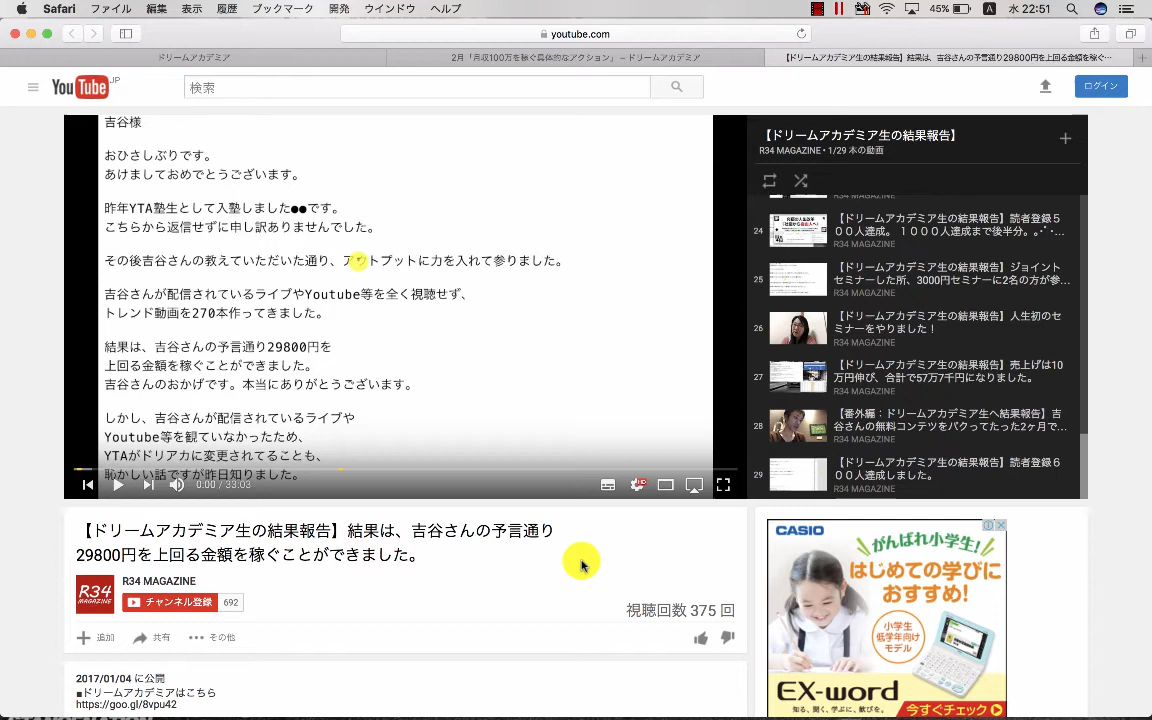 Safari ファイル 編集 表示 履歴 ブックマーク 開発 ウインドウ ヘルプ
45% A 水 22:51
youtube.com
ドリームアカデミア
2月「月収100万を稼ぐ具体的なアクション」 – ドリームアカデミア
【ドリームアカデミア生の結果報告】結果は、吉谷さんの予言通り29800円を上回る金額を稼ぐ…
YouTube JP
検索
ログイン
吉谷様
おひさしぶりです。
あけましておめでとうございます。
昨年YTA塾生として入塾しました●●です。
こちらから返信せずに申し訳ありませんでした。
その後吉谷さんの教えていただいた通り、アウトプットに力を入れて参りました。
吉谷さんが配信されているライブやYoutube等を全く視聴せず、
トレンド動画を270本作ってきました。
結果は、吉谷さんの予言通り29800円を
上回る金額を稼ぐことができました。
吉谷さんのおかげです。本当にありがとうございます。
しかし、吉谷さんが配信されているライブや
Youtube等を観ていなかったため、
YTAがドリアカに変更されてることも、
恥かしい話ですが昨日知りました。
0:00 / 33:03
HD
【ドリームアカデミア生の結果報告】
R34 MAGAZINE • 1/29 本の動画
R34 MAGAZINE
24
【ドリームアカデミア生の結果報告】読者登録5
００人達成。１０００人達成まで後半分。｡･ﾟ･…
R34 MAGAZINE
25
【ドリームアカデミア生の結果報告】ジョイント
セミナーした所、3000円セミナーに2名の方が参…
R34 MAGAZINE
26
【ドリームアカデミア生の結果報告】人生初のセ
ミナーをやりました！
R34 MAGAZINE
27
【ドリームアカデミア生の結果報告】売上げは10
万円伸び、合計で57万7千円になりました。
R34 MAGAZINE
28
【番外編：ドリームアカデミア生へ結果報告】吉
谷さんの無料コンテンツをパクってたった2ヶ月で…
R34 MAGAZINE
29
【ドリームアカデミア生の結果報告】読者登録６
００人達成しました。
R34 MAGAZINE
【ドリームアカデミア生の結果報告】結果は、吉谷さんの予言通り
29800円を上回る金額を稼ぐことができました。
R34 MAGAZINE
R34 MAGAZINE
チャンネル登録 692
視聴回数 375 回
追加 共有 その他
2017/01/04 に公開
■ドリームアカデミアはこちら
https://goo.gl/8vpu42
CASIO
がんばれ小学生！
はじめての学びに
おすすめ！
小学生
低学年向け
モデル
EX-word
知る、聞く、学ぶに、歓びを。
今すぐチェック